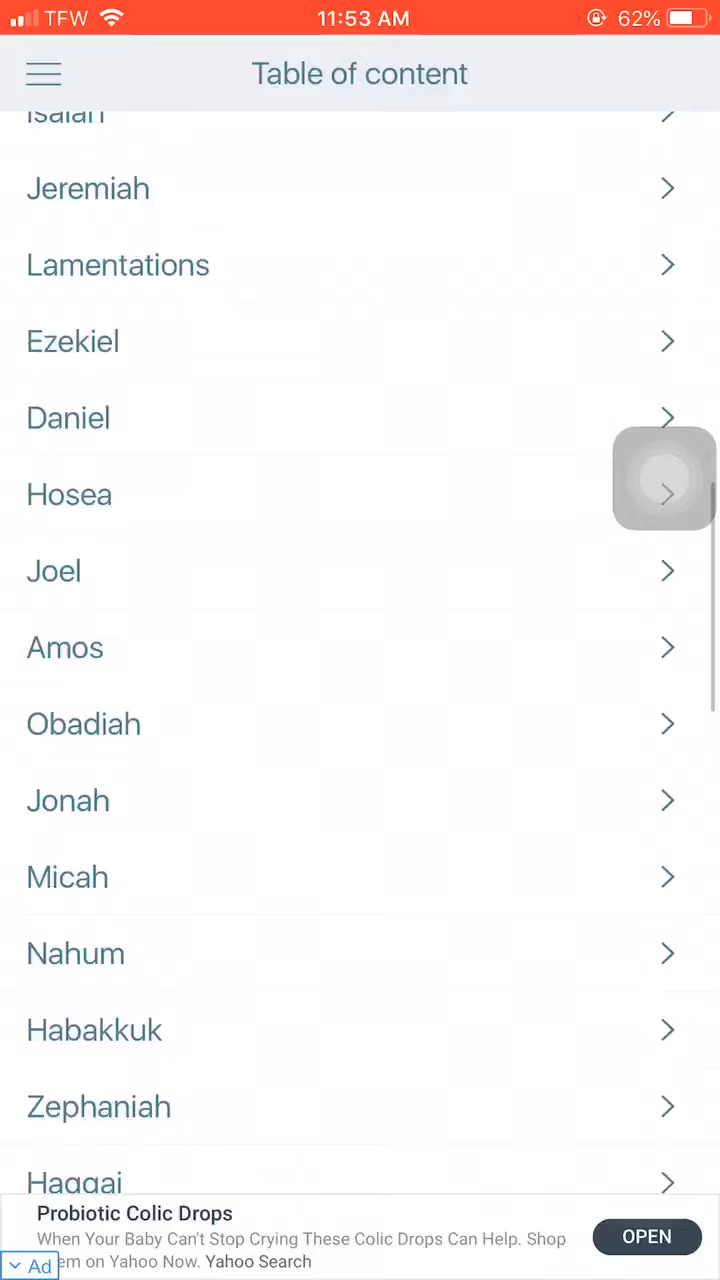 TFW 11:53 AM 62%
Table of content
Isaiah
Jeremiah
Lamentations
Ezekiel
Daniel
Hosea
Joel
Amos
Obadiah
Jonah
Micah
Nahum
Habakkuk
Zephaniah
Haggai
Probiotic Colic Drops
When Your Baby Can't Stop Crying These Colic Drops Can Help. Shop
em on Yahoo Now. Yahoo Search
OPEN
Ad